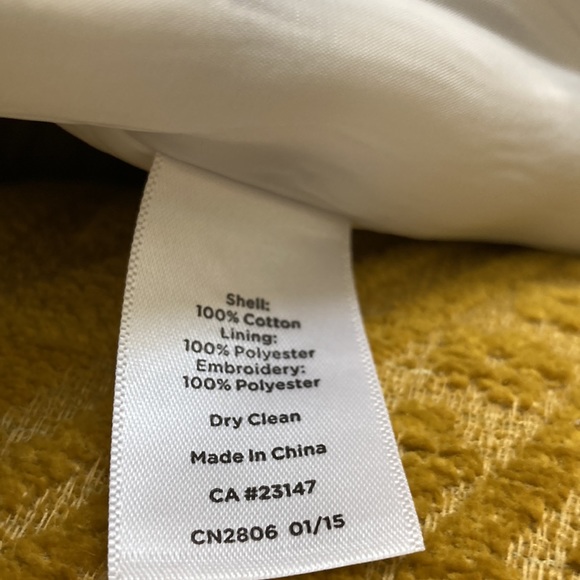 Shell:
100% Cotton
Lining:
100% Polyester
Embroidery:
100% Polyester
Dry Clean
Made In China
CA #23147
CN2806 01/15